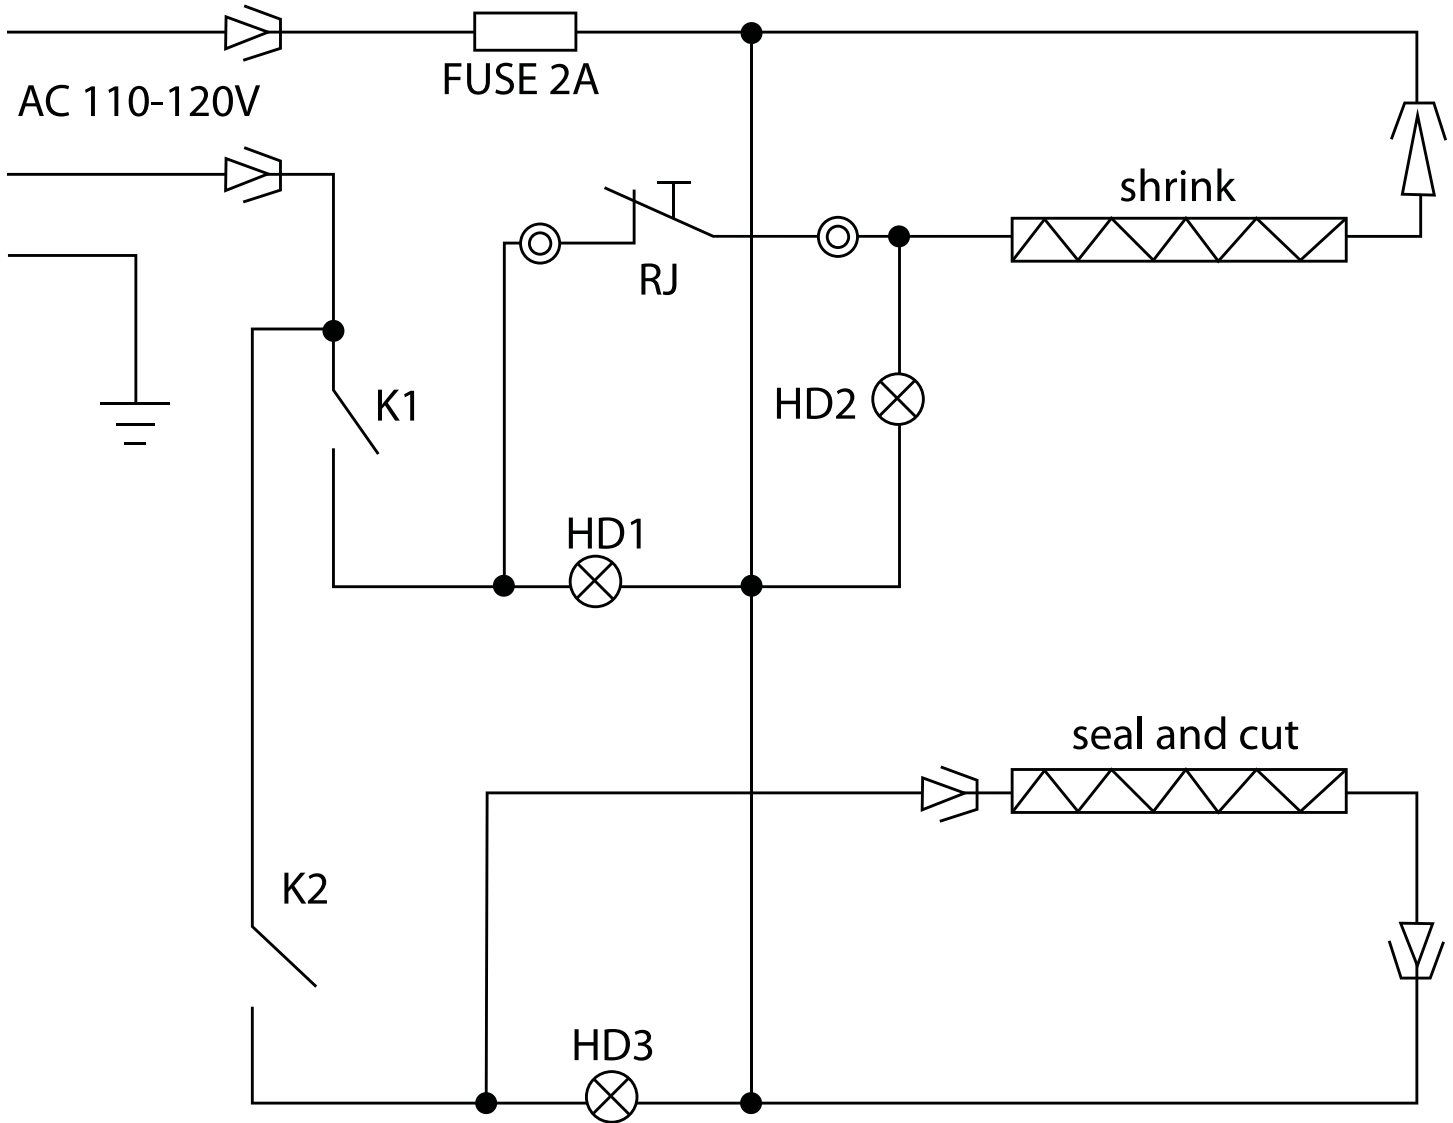 FUSE 2A
AC 110-120V
shrink
RJ
K1
HD2
HD1
seal and cut
K2
HD3